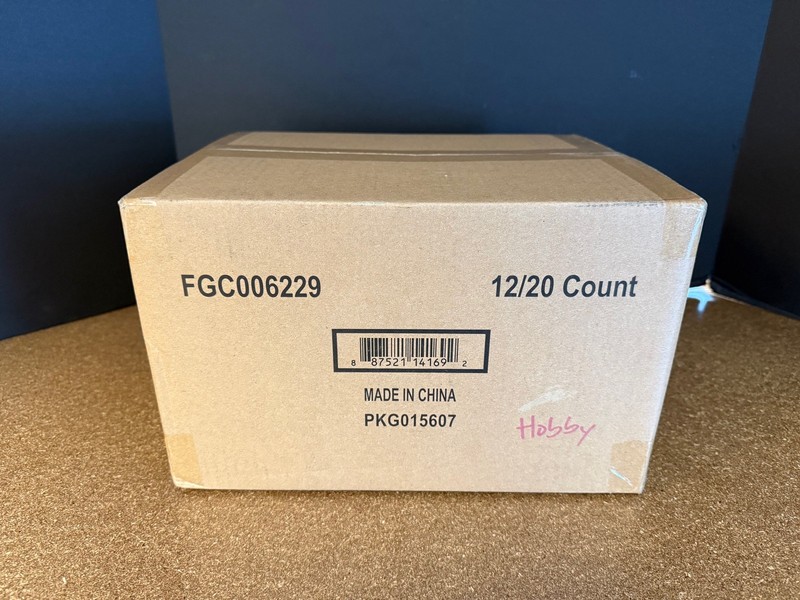 FGC006229 12/20 Count
8 87521 14169 2
MADE IN CHINA
PKG015607
Hobby